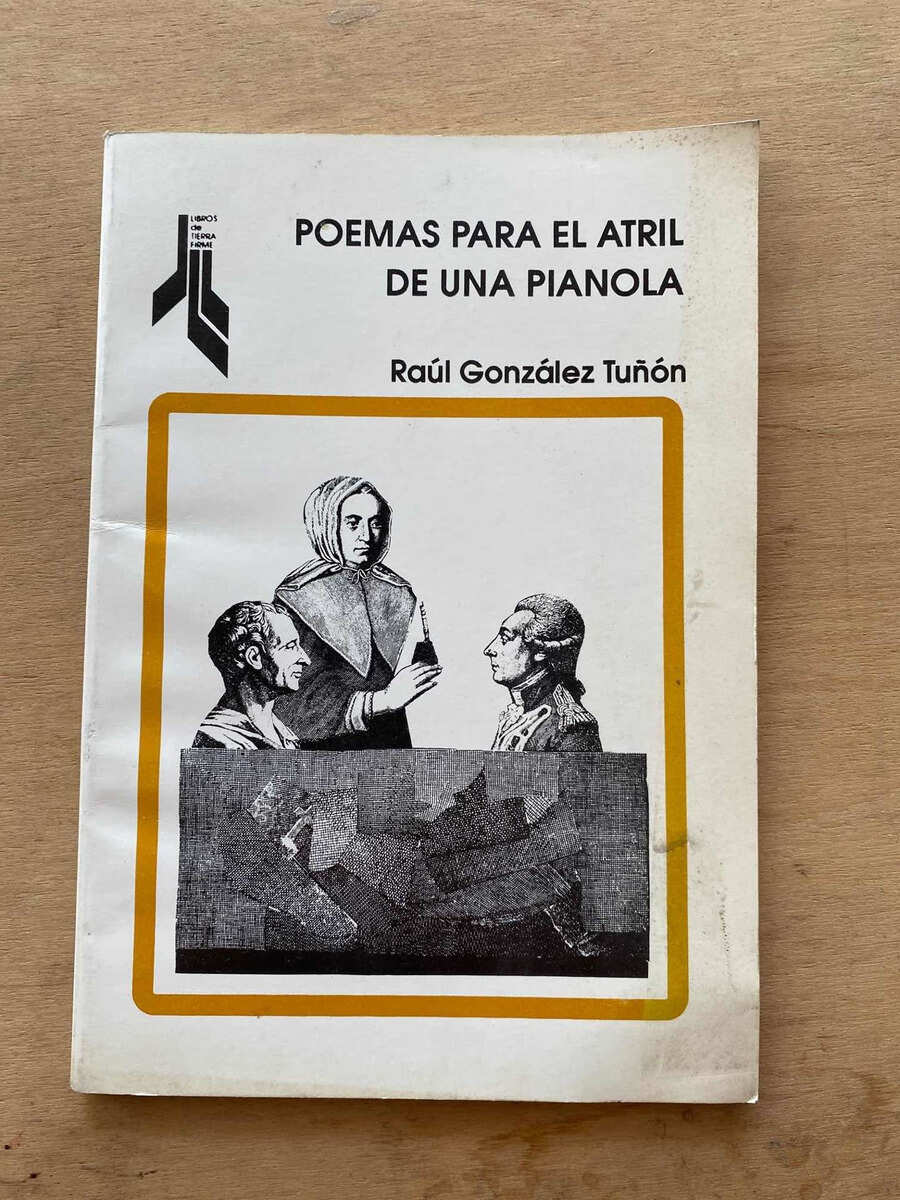 LIBROS
de
TIERRA
FIRME
POEMAS PARA EL ATRIL
DE UNA PIANOLA
Raúl González Tuñón